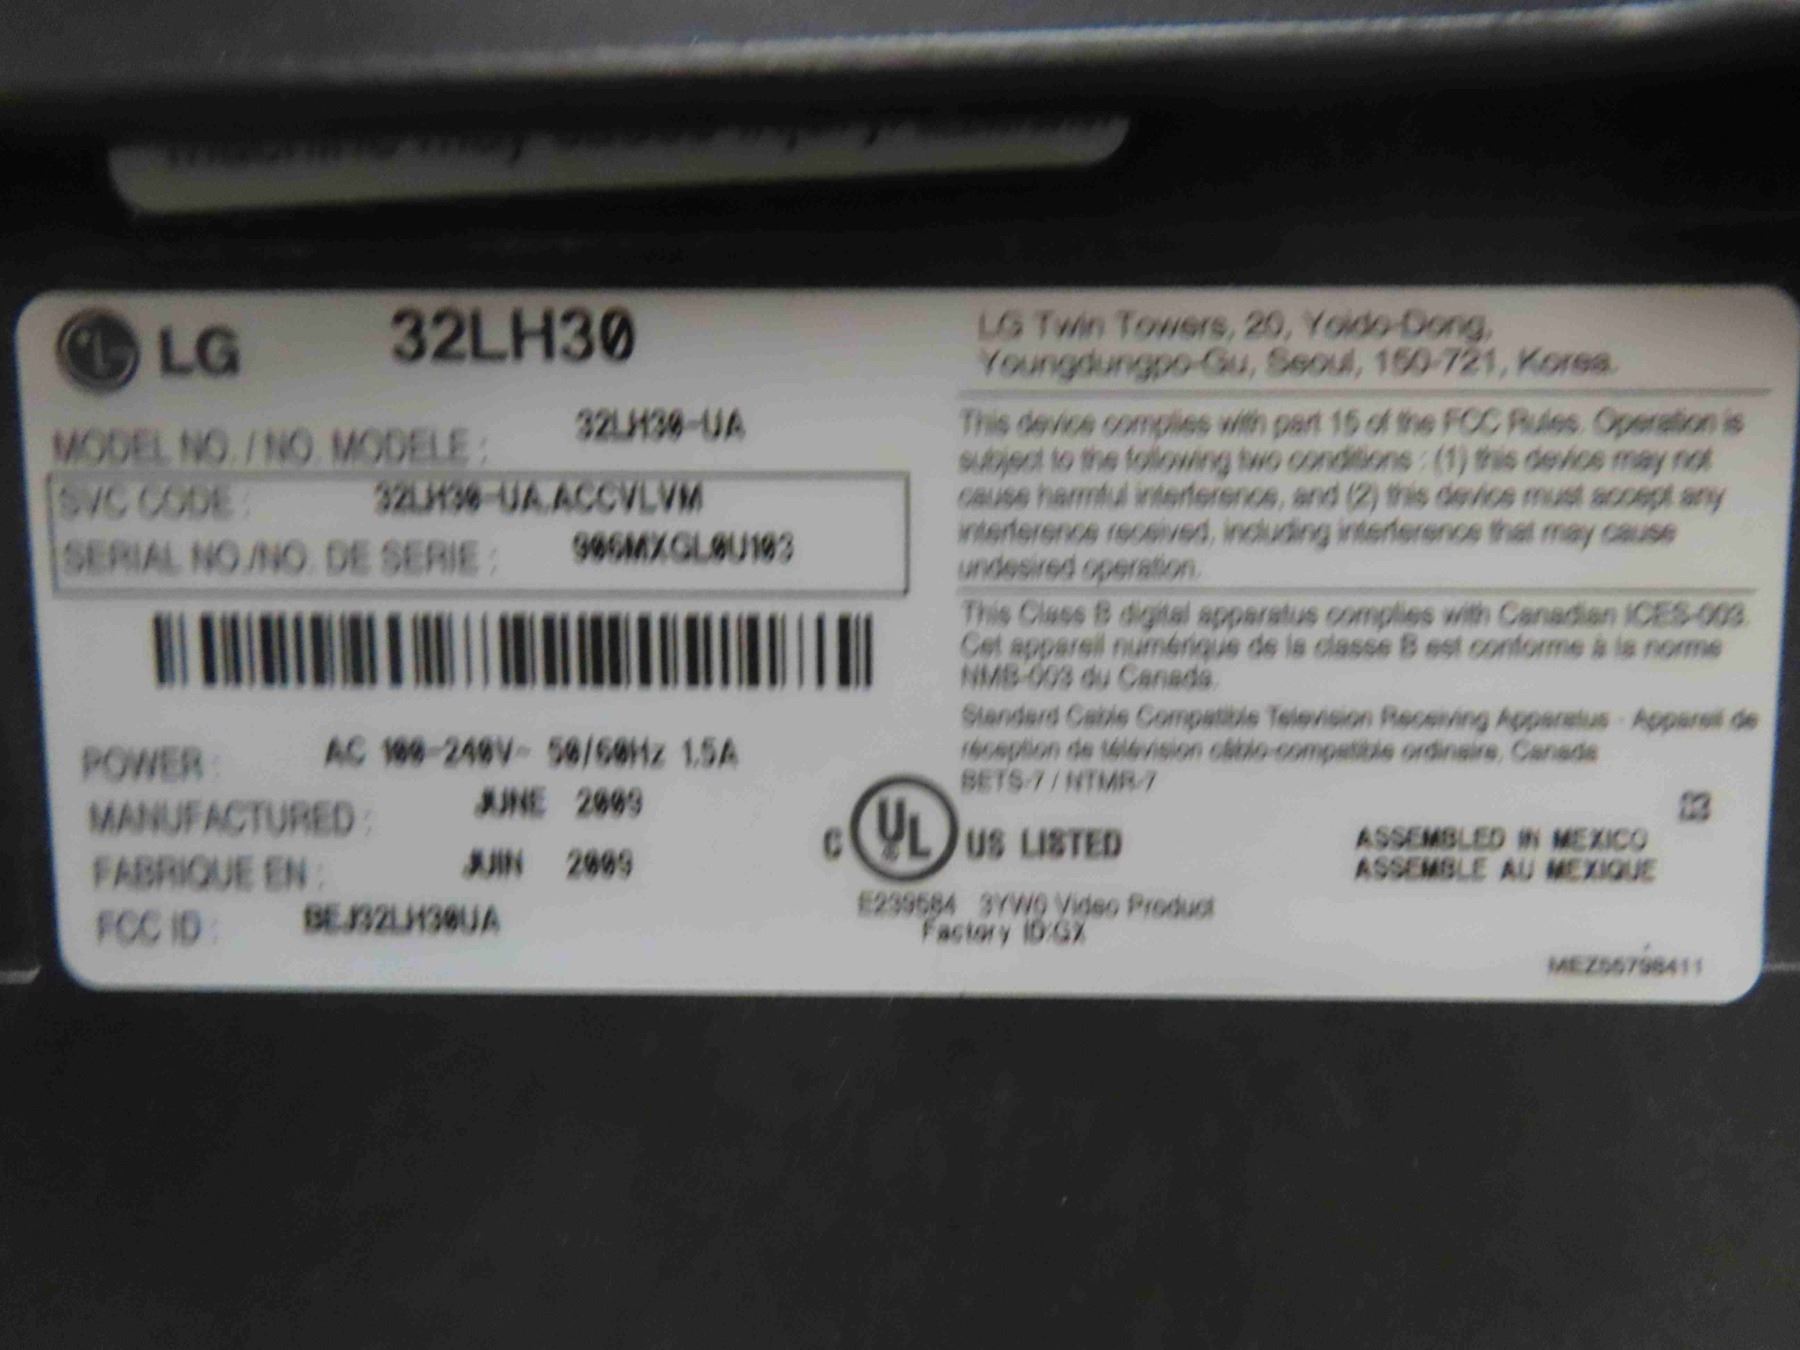 machine may cause injury
LG 32LH30
MODEL NO. / NO. MODELE : 32LH30-UA
SVC CODE : 32LH30-UA.ACCVLVM
SERIAL NO./NO. DE SERIE : 906MXGL0U103
POWER : AC 100-240V~ 50/60Hz 1.5A
MANUFACTURED : JUNE 2009
FABRIQUE EN : JUIN 2009
FCC ID : BEJ32LH30UA
LG Twin Towers, 20, Yoido-Dong,
Youngdungpo-Gu, Seoul, 150-721, Korea.
This device complies with part 15 of the FCC Rules. Operation is
subject to the following two conditions : (1) this device may not
cause harmful interference, and (2) this device must accept any
interference received, including interference that may cause
undesired operation.
This Class B digital apparatus complies with Canadian ICES-003.
Cet appareil numérique de la classe B est conforme à la norme
NMB-003 du Canada.
Standard Cable Compatible Television Receiving Apparatus - Appareil de
réception de télévision câblo-compatible ordinaire, Canada
BETS-7 / NTMR-7
C UL US LISTED
E239584 3YW0 Video Product
Factory ID:GX
ASSEMBLED IN MEXICO
ASSEMBLE AU MEXIQUE
MEZ55798411